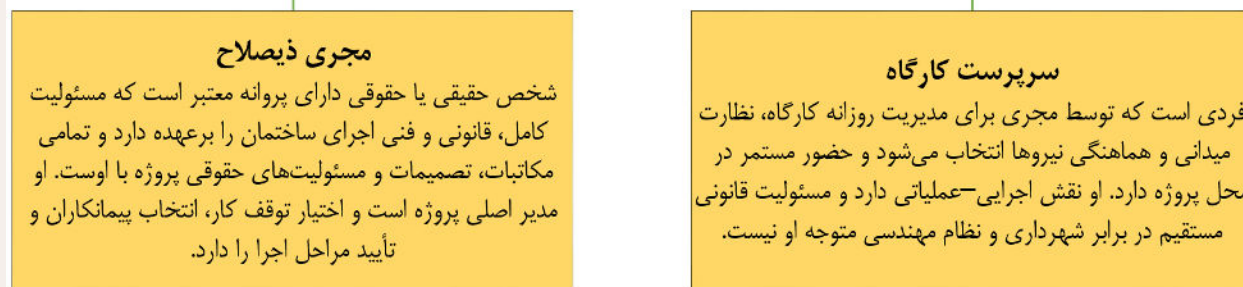 سرپرست کارگاه
فردی است که توسط مجری برای مدیریت روزانه کارگاه، نظارت
میدانی و هماهنگی نیروها انتخاب می‌شود و حضور مستمر در
محل پروژه دارد. او نقش اجرایی–عملیاتی دارد و مسئولیت قانونی
مستقیم در برابر شهرداری و نظام مهندسی متوجه او نیست.
مجری ذیصلاح
شخص حقیقی یا حقوقی دارای پروانه معتبر است که مسئولیت
کامل، قانونی و فنی اجرای ساختمان را برعهده دارد و تمامی
مکاتبات، تصمیمات و مسئولیت‌های حقوقی پروژه با اوست. او
مدیر اصلی پروژه است و اختیار توقف کار، انتخاب پیمانکاران و
تأیید مراحل اجرا را دارد.